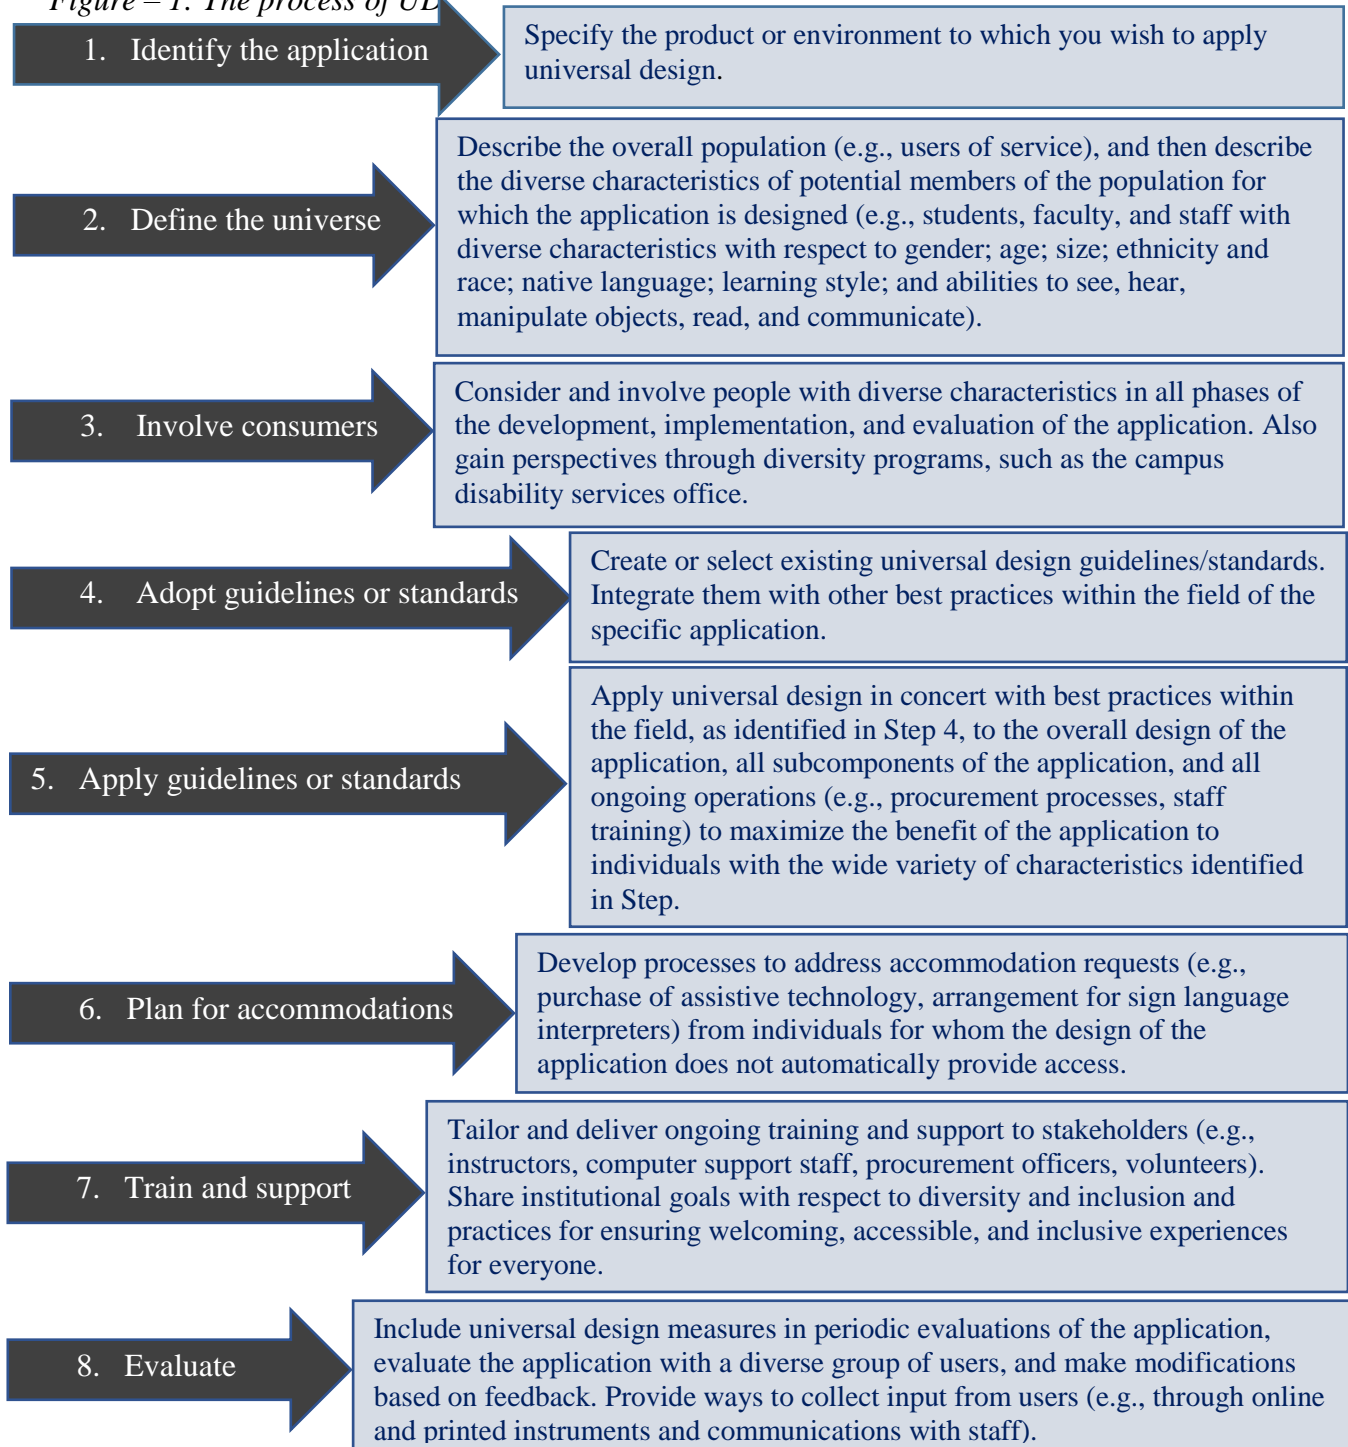 Figure – 1: The process of UD
1. Identify the application
Specify the product or environment to which you wish to apply
universal design.
2. Define the universe
Describe the overall population (e.g., users of service), and then describe
the diverse characteristics of potential members of the population for
which the application is designed (e.g., students, faculty, and staff with
diverse characteristics with respect to gender; age; size; ethnicity and
race; native language; learning style; and abilities to see, hear,
manipulate objects, read, and communicate).
3. Involve consumers
Consider and involve people with diverse characteristics in all phases of
the development, implementation, and evaluation of the application. Also
gain perspectives through diversity programs, such as the campus
disability services office.
4. Adopt guidelines or standards
Create or select existing universal design guidelines/standards.
Integrate them with other best practices within the field of the
specific application.
5. Apply guidelines or standards
Apply universal design in concert with best practices within
the field, as identified in Step 4, to the overall design of the
application, all subcomponents of the application, and all
ongoing operations (e.g., procurement processes, staff
training) to maximize the benefit of the application to
individuals with the wide variety of characteristics identified
in Step.
6. Plan for accommodations
Develop processes to address accommodation requests (e.g.,
purchase of assistive technology, arrangement for sign language
interpreters) from individuals for whom the design of the
application does not automatically provide access.
7. Train and support
Tailor and deliver ongoing training and support to stakeholders (e.g.,
instructors, computer support staff, procurement officers, volunteers).
Share institutional goals with respect to diversity and inclusion and
practices for ensuring welcoming, accessible, and inclusive experiences
for everyone.
8. Evaluate
Include universal design measures in periodic evaluations of the application,
evaluate the application with a diverse group of users, and make modifications
based on feedback. Provide ways to collect input from users (e.g., through online
and printed instruments and communications with staff).